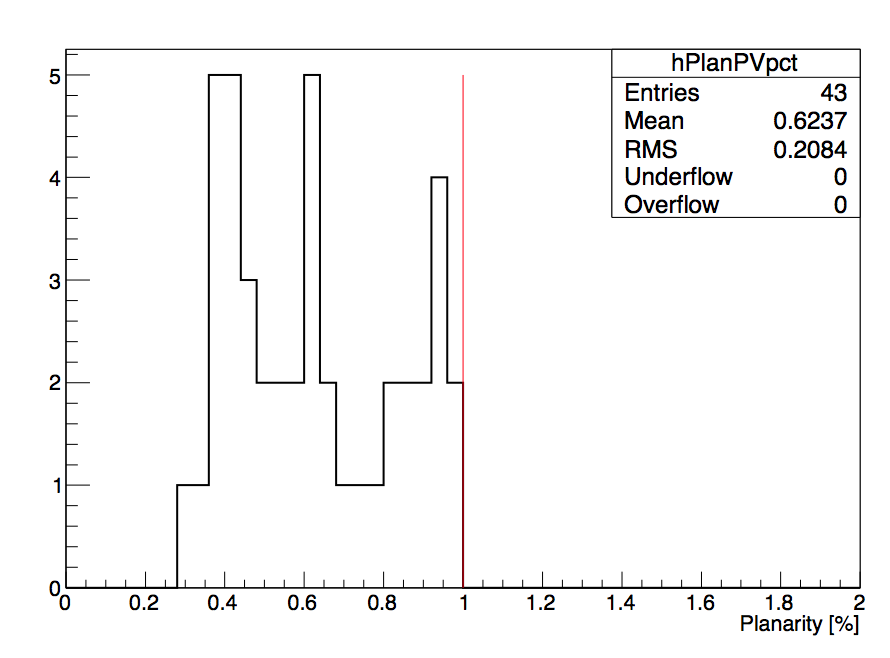 hPlanPVpct
Entries 43
Mean 0.6237
RMS 0.2084
Underflow 0
Overflow 0
5
4
3
2
1
0
0 0.2 0.4 0.6 0.8 1 1.2 1.4 1.6 1.8 2
Planarity [%]